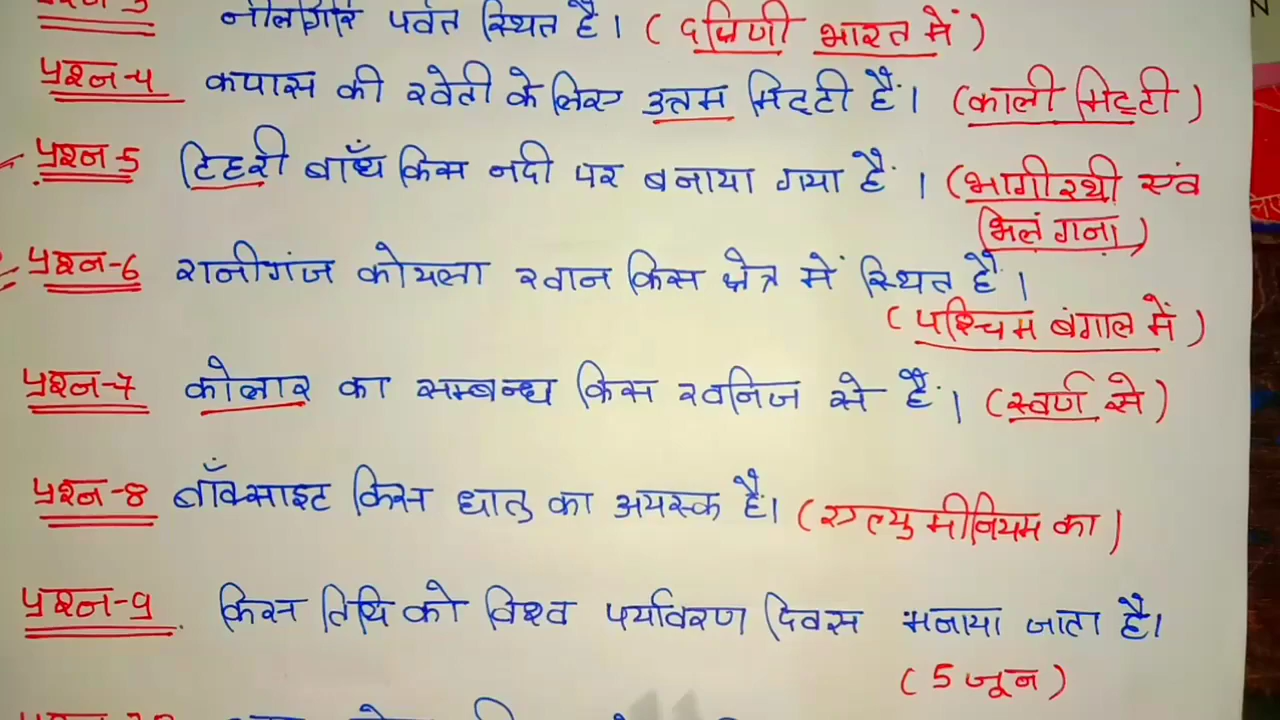 प्रश्न-3 नीलगिरि पर्वत स्थित है। (दक्षिणी भारत में)
प्रश्न-4 कपास की खेती के लिए उत्तम मिट्टी है। (काली मिट्टी)
प्रश्न-5 टिहरी बाँध किस नदी पर बनाया गया है। (भागीरथी एवं
भिलंगना)
प्रश्न-6 रानीगंज कोयला खान किस क्षेत्र में स्थित है।
(पश्चिम बंगाल में)
प्रश्न-7 कोलार का सम्बन्ध किस खनिज से है। (स्वर्ण से)
प्रश्न-8 बॉक्साइट किस धातु का अयस्क है। (एल्युमीनियम का)
प्रश्न-9 किस तिथि को विश्व पर्यावरण दिवस मनाया जाता है।
(5 जून)